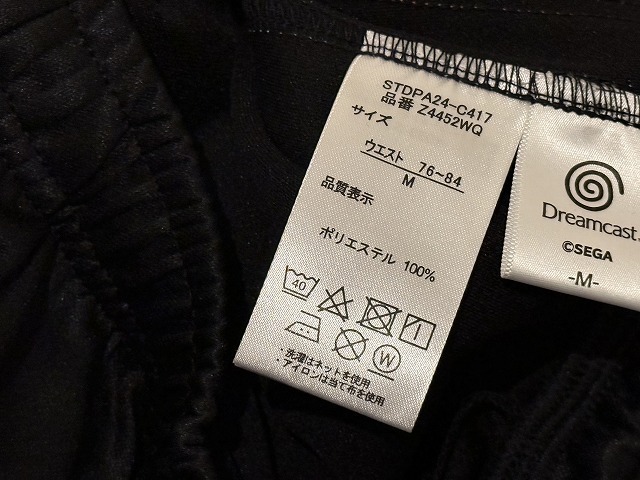 STDPA24-C417
品番 Z4452WQ
サイズ
ウエスト 76~84
M
品質表示
ポリエステル 100%
40
W
・洗濯はネットを使用
・アイロンは当て布を使用
Dreamcast.
©SEGA
-M-